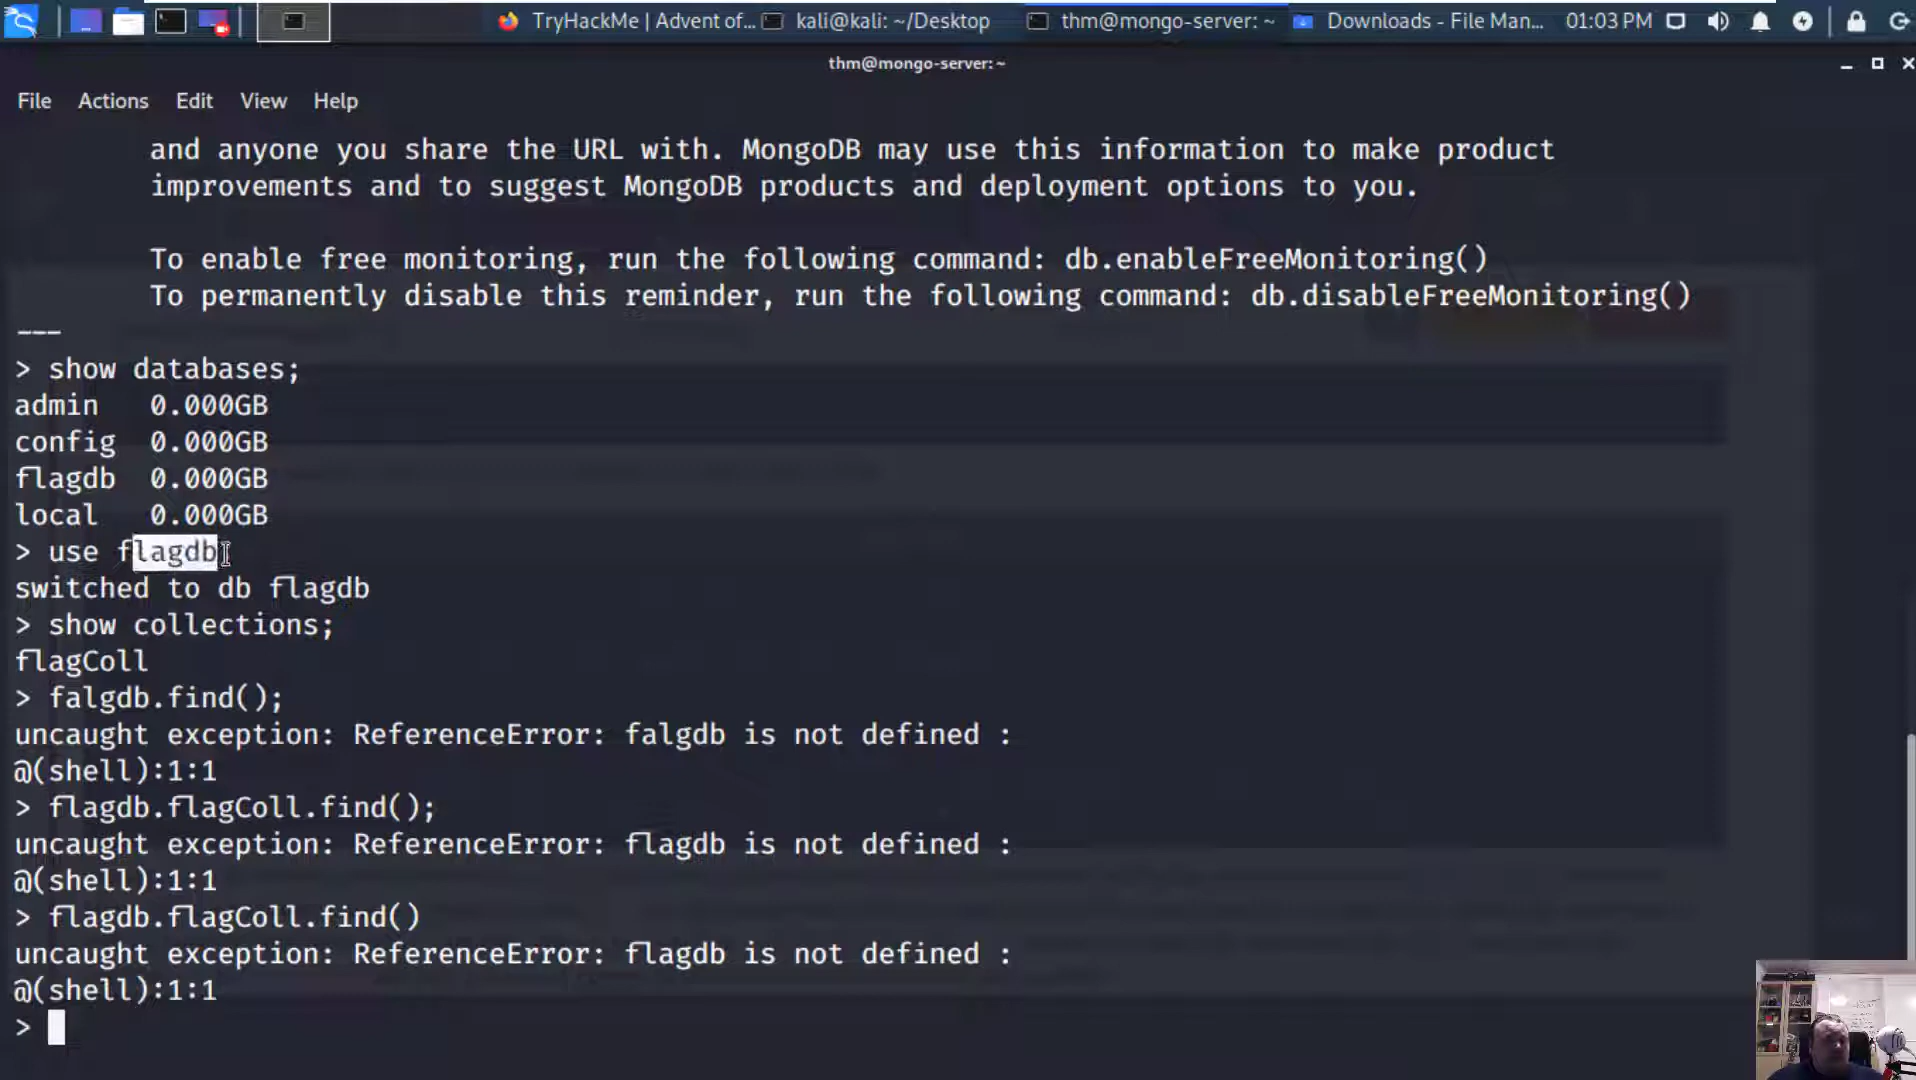 TryHackMe | Advent of... kali@kali: ~/Desktop thm@mongo-server: ~ Downloads - File Man... 01:03 PM
thm@mongo-server: ~
File Actions Edit View Help
and anyone you share the URL with. MongoDB may use this information to make product
improvements and to suggest MongoDB products and deployment options to you.
To enable free monitoring, run the following command: db.enableFreeMonitoring()
To permanently disable this reminder, run the following command: db.disableFreeMonitoring()
---
> show databases;
admin 0.000GB
config 0.000GB
flagdb 0.000GB
local 0.000GB
> use flagdb
switched to db flagdb
> show collections;
flagColl
> falgdb.find();
uncaught exception: ReferenceError: falgdb is not defined :
@(shell):1:1
> flagdb.flagColl.find();
uncaught exception: ReferenceError: flagdb is not defined :
@(shell):1:1
> flagdb.flagColl.find()
uncaught exception: ReferenceError: flagdb is not defined :
@(shell):1:1
>